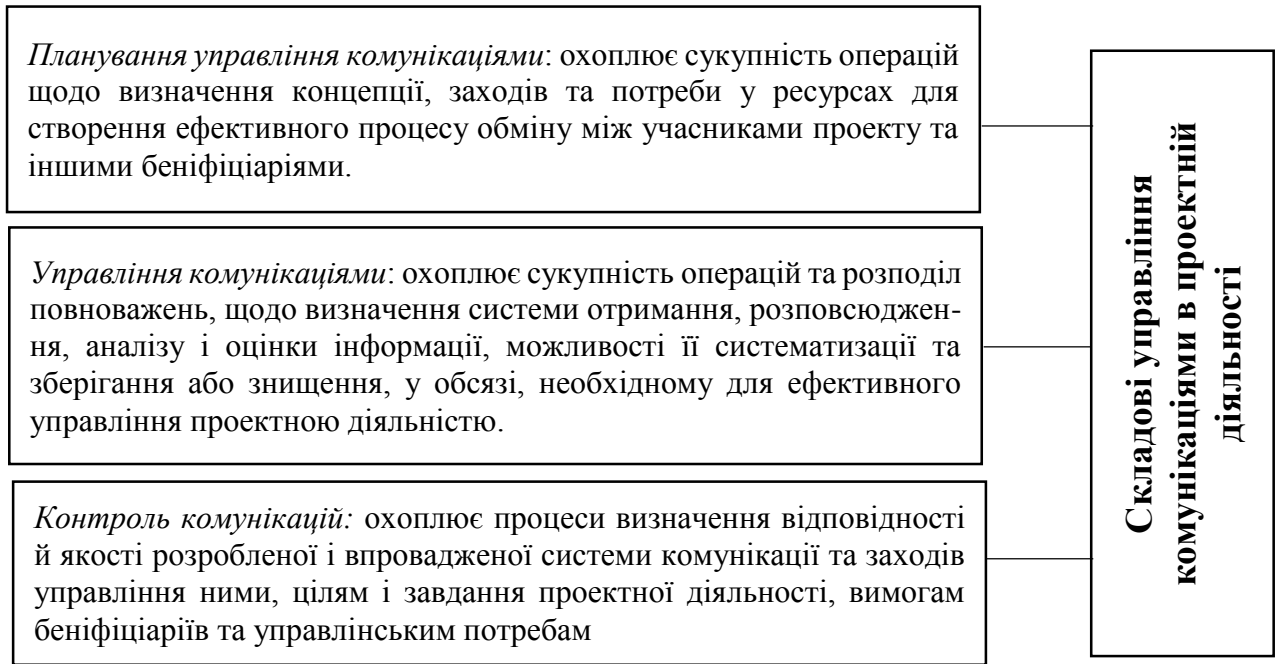 Планування управління комунікаціями: охоплює сукупність операцій
щодо визначення концепції, заходів та потреби у ресурсах для
створення ефективного процесу обміну між учасниками проекту та
іншими беніфіціаріями.
Управління комунікаціями: охоплює сукупність операцій та розподіл
повноважень, щодо визначення системи отримання, розповсюджен-
ня, аналізу і оцінки інформації, можливості її систематизації та
зберігання або знищення, у обсязі, необхідному для ефективного
управління проектною діяльністю.
Контроль комунікацій: охоплює процеси визначення відповідності
й якості розробленої і впровадженої системи комунікації та заходів
управління ними, цілям і завдання проектної діяльності, вимогам
беніфіціаріїв та управлінським потребам
Складові управління
комунікаціями в проектній
діяльності